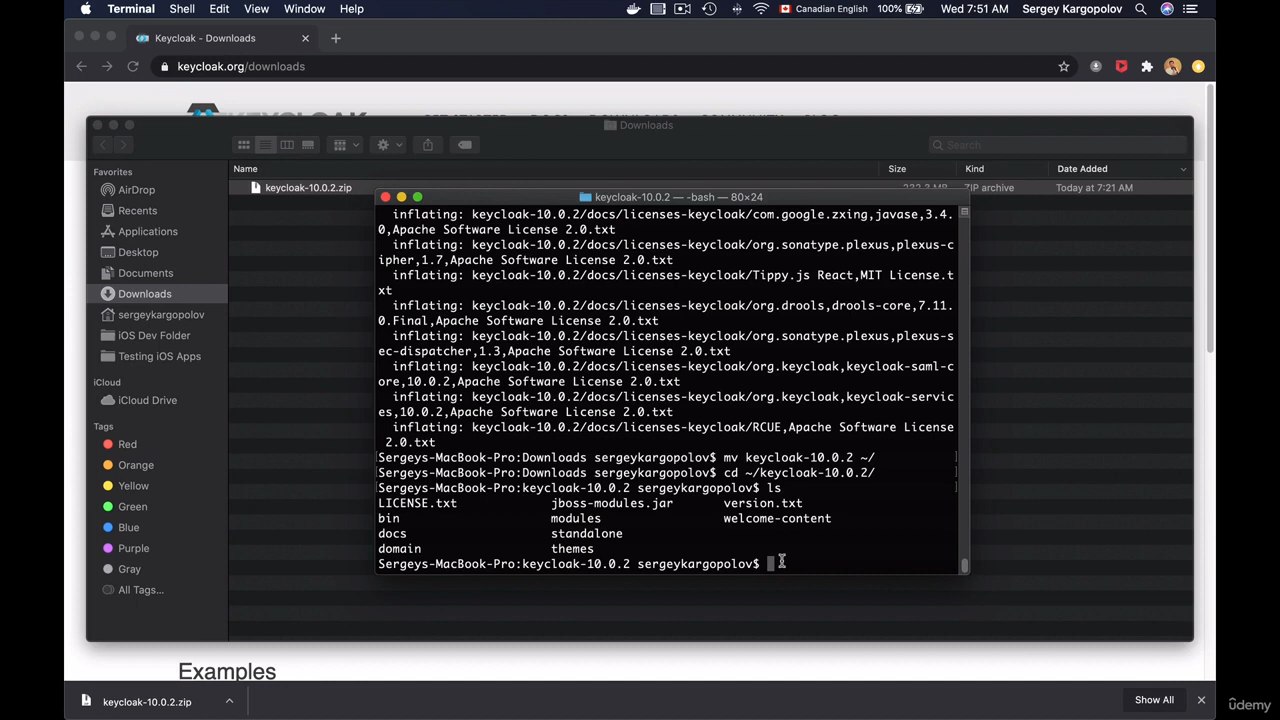 Terminal Shell Edit View Window Help 100% Canadian English Wed 7:51 AM Sergey Kargopolov
Keycloak - Downloads
keycloak.org/downloads
Downloads
Search
Favorites
AirDrop
Recents
Applications
Desktop
Documents
Downloads
sergeykargopolov
iOS Dev Folder
Testing iOS Apps
iCloud
iCloud Drive
Tags
Red
Orange
Yellow
Green
Blue
Purple
Gray
All Tags...
Name Size Kind Date Added
keycloak-10.0.2.zip ZIP archive Today at 7:21 AM
keycloak-10.0.2 — -bash — 80×24
inflating: keycloak-10.0.2/docs/licenses-keycloak/com.google.zxing,javase,3.4.
0,Apache Software License 2.0.txt
inflating: keycloak-10.0.2/docs/licenses-keycloak/org.sonatype.plexus,plexus-c
ipher,1.7,Apache Software License 2.0.txt
inflating: keycloak-10.0.2/docs/licenses-keycloak/Tippy.js React,MIT License.t
xt
inflating: keycloak-10.0.2/docs/licenses-keycloak/org.drools,drools-core,7.11.
0.Final,Apache Software License 2.0.txt
inflating: keycloak-10.0.2/docs/licenses-keycloak/org.sonatype.plexus,plexus-s
ec-dispatcher,1.3,Apache Software License 2.0.txt
inflating: keycloak-10.0.2/docs/licenses-keycloak/org.keycloak,keycloak-saml-c
ore,10.0.2,Apache Software License 2.0.txt
inflating: keycloak-10.0.2/docs/licenses-keycloak/org.keycloak,keycloak-servic
es,10.0.2,Apache Software License 2.0.txt
inflating: keycloak-10.0.2/docs/licenses-keycloak/RCUE,Apache Software License
2.0.txt
[Sergeys-MacBook-Pro:Downloads sergeykargopolov$ mv keycloak-10.0.2 ~/ ]
[Sergeys-MacBook-Pro:Downloads sergeykargopolov$ cd ~/keycloak-10.0.2/ ]
[Sergeys-MacBook-Pro:keycloak-10.0.2 sergeykargopolov$ ls ]
LICENSE.txt jboss-modules.jar version.txt
bin modules welcome-content
docs standalone
domain themes
Sergeys-MacBook-Pro:keycloak-10.0.2 sergeykargopolov$
Examples
keycloak-10.0.2.zip
Show All
ûdemy